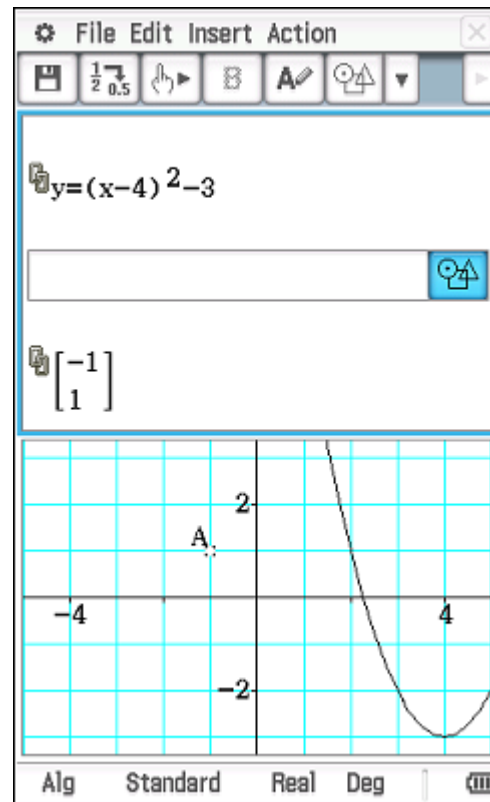 File Edit Insert Action
1/2 0.5 B A
y=(x-4)²-3
[-1
1]
2
A
-4 4
-2
Alg Standard Real Deg